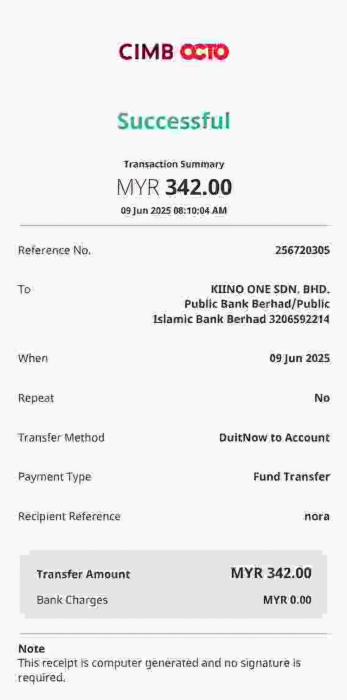 CIMB OCTO
Successful
Transaction Summary
MYR 342.00
09 Jun 2025 08:10:04 AM
Reference No. 256720305
To KIINO ONE SDN. BHD.
Public Bank Berhad/Public
Islamic Bank Berhad 3206592214
When 09 Jun 2025
Repeat No
Transfer Method DuitNow to Account
Payment Type Fund Transfer
Recipient Reference nora
Transfer Amount MYR 342.00
Bank Charges MYR 0.00
Note
This receipt is computer generated and no signature is
required.